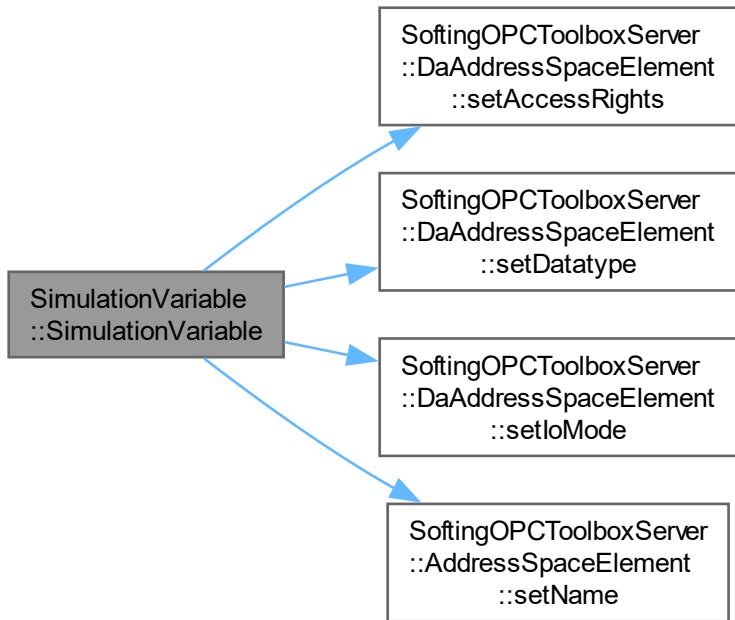 SoftingOPCToolboxServer
::DaAddressSpaceElement
::setAccessRights
SoftingOPCToolboxServer
::DaAddressSpaceElement
::setDatatype
SimulationVariable
::SimulationVariable
SoftingOPCToolboxServer
::DaAddressSpaceElement
::setIoMode
SoftingOPCToolboxServer
::AddressSpaceElement
::setName